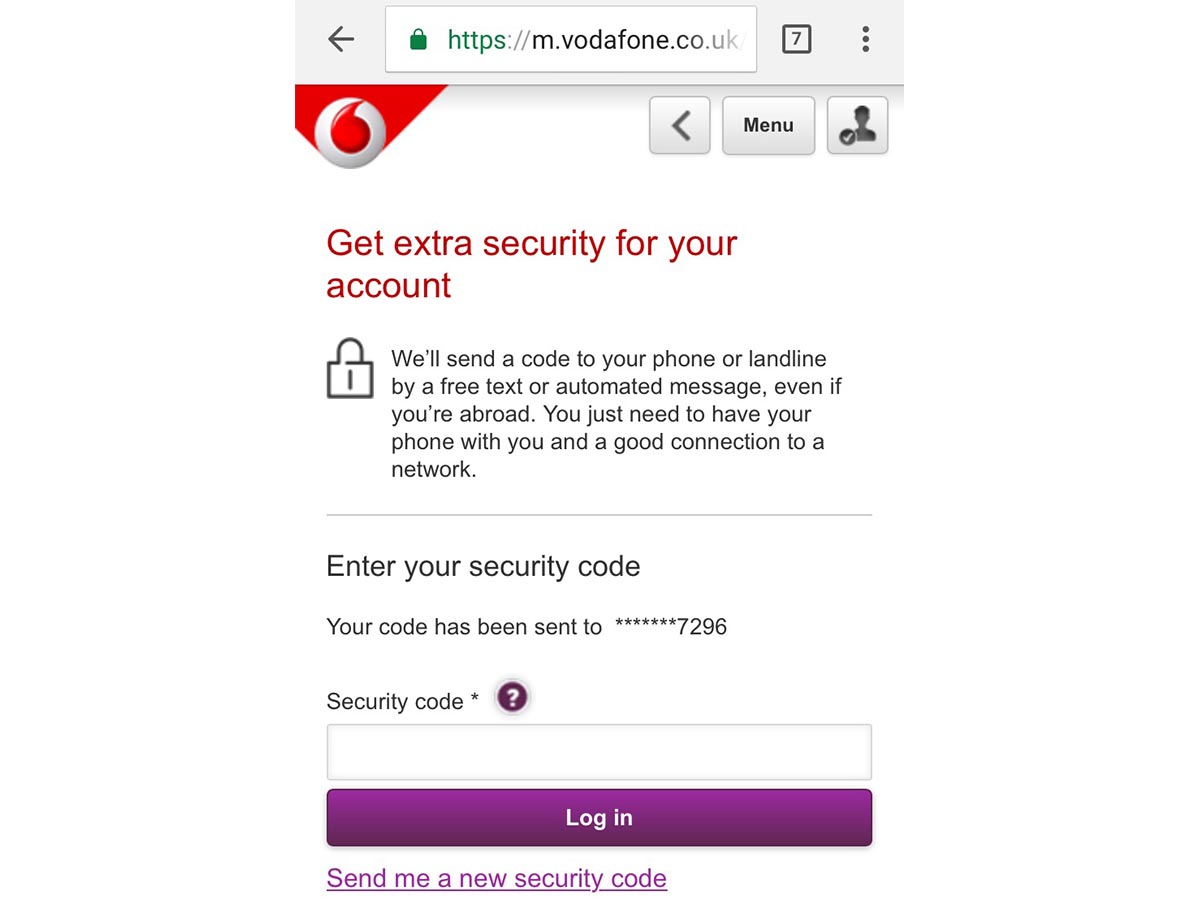 7
https://m.vodafone.co.uk/
Menu
Get extra security for your
account
We’ll send a code to your phone or landline
by a free text or automated message, even if
you’re abroad. You just need to have your
phone with you and a good connection to a
network.
Enter your security code
Your code has been sent to *******7296
Security code * ?
Log in
Send me a new security code